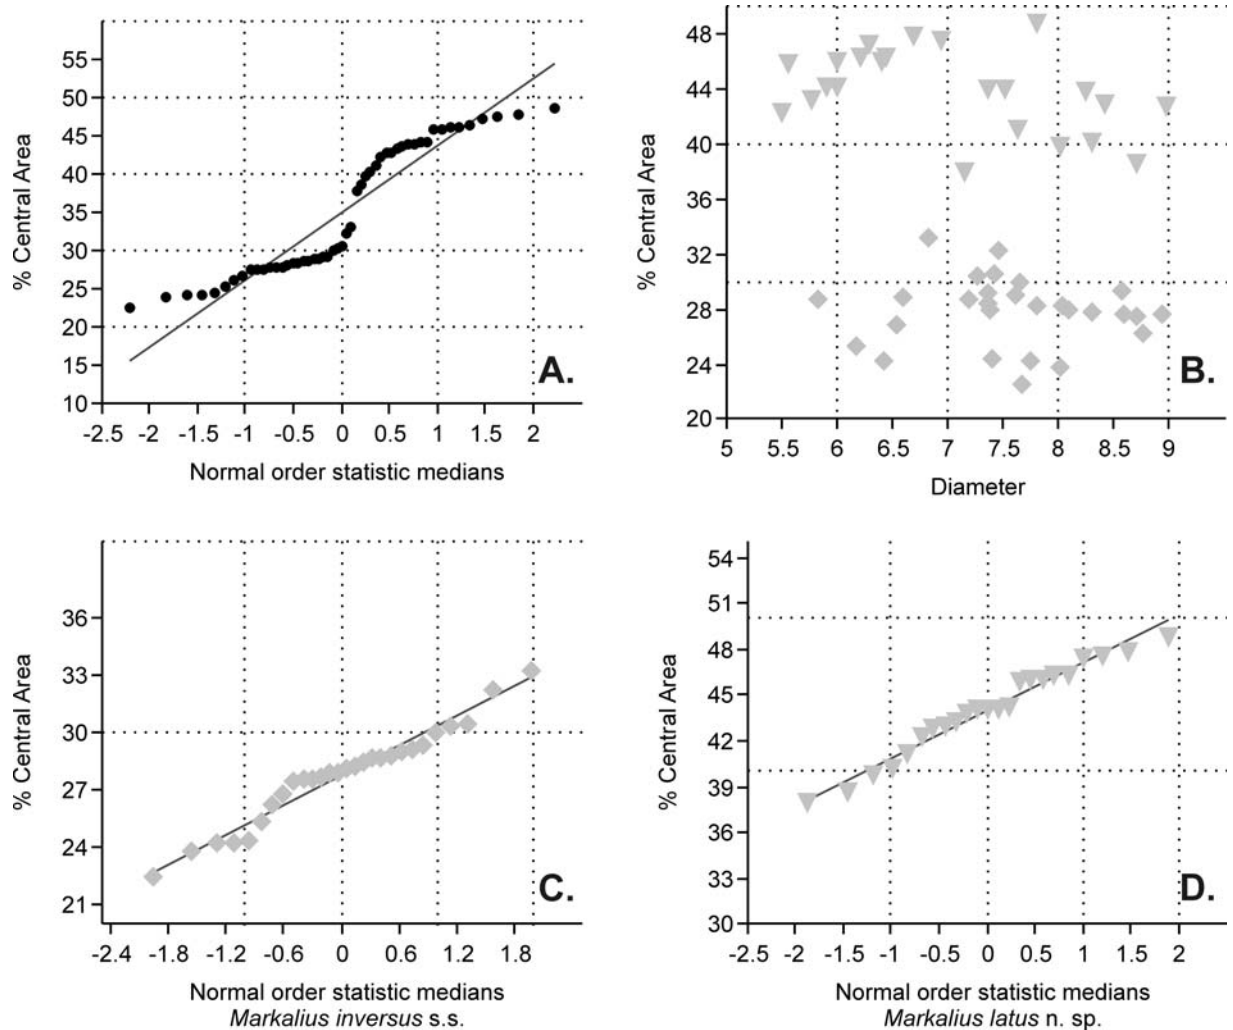 % Central Area
55
50
45
40
35
30
25
20
15
10
-2.5 -2 -1.5 -1 -0.5 0 0.5 1 1.5 2
Normal order statistic medians
A.
% Central Area
48
44
40
36
32
28
24
20
5 5.5 6 6.5 7 7.5 8 8.5 9
Diameter
B.
% Central Area
36
33
30
27
24
21
-2.4 -1.8 -1.2 -0.6 0 0.6 1.2 1.8
Normal order statistic medians
Markalius inversus s.s.
C.
% Central Area
54
51
48
45
42
39
36
33
30
-2.5 -2 -1.5 -1 -0.5 0 0.5 1 1.5 2
Normal order statistic medians
Markalius latus n. sp.
D.